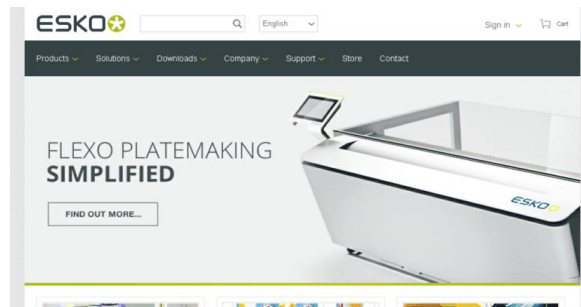 ESKO
English
Sign in
Cart
Products
Solutions
Downloads
Company
Support
Store
Contact
FLEXO PLATEMAKING
SIMPLIFIED
FIND OUT MORE...
ESKO